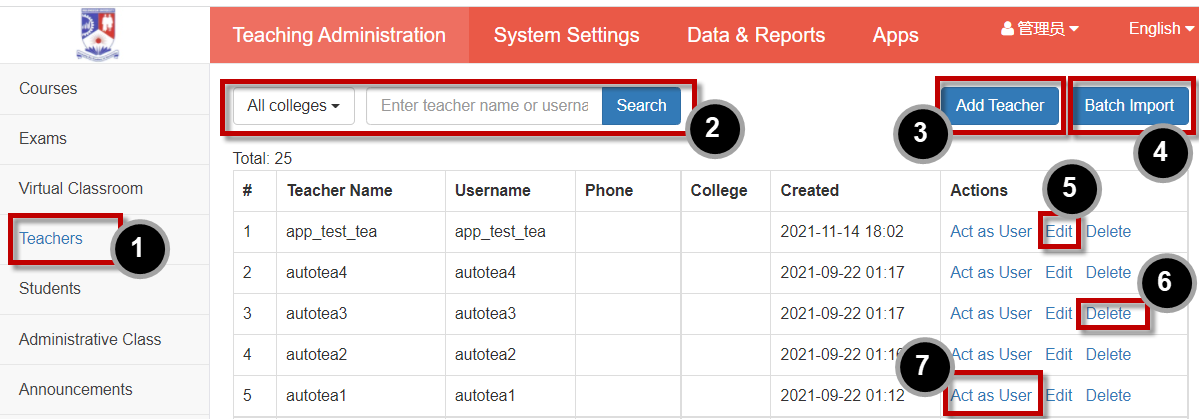 Teaching Administration System Settings Data & Reports Apps 管理员 English
Courses
Exams
Virtual Classroom
Teachers
Students
Administrative Class
Announcements
1
All colleges Enter teacher name or userna Search
2
Add Teacher
3
Batch Import
4
Total: 25
# Teacher Name Username Phone College Created Actions
5
1 app_test_tea app_test_tea 2021-11-14 18:02 Act as User Edit Delete
2 autotea4 autotea4 2021-09-22 01:17 Act as User Edit Delete
6
3 autotea3 autotea3 2021-09-22 01:17 Act as User Edit Delete
4 autotea2 autotea2 2021-09-22 01:16 Act as User Edit Delete
7
5 autotea1 autotea1 2021-09-22 01:12 Act as User Edit Delete